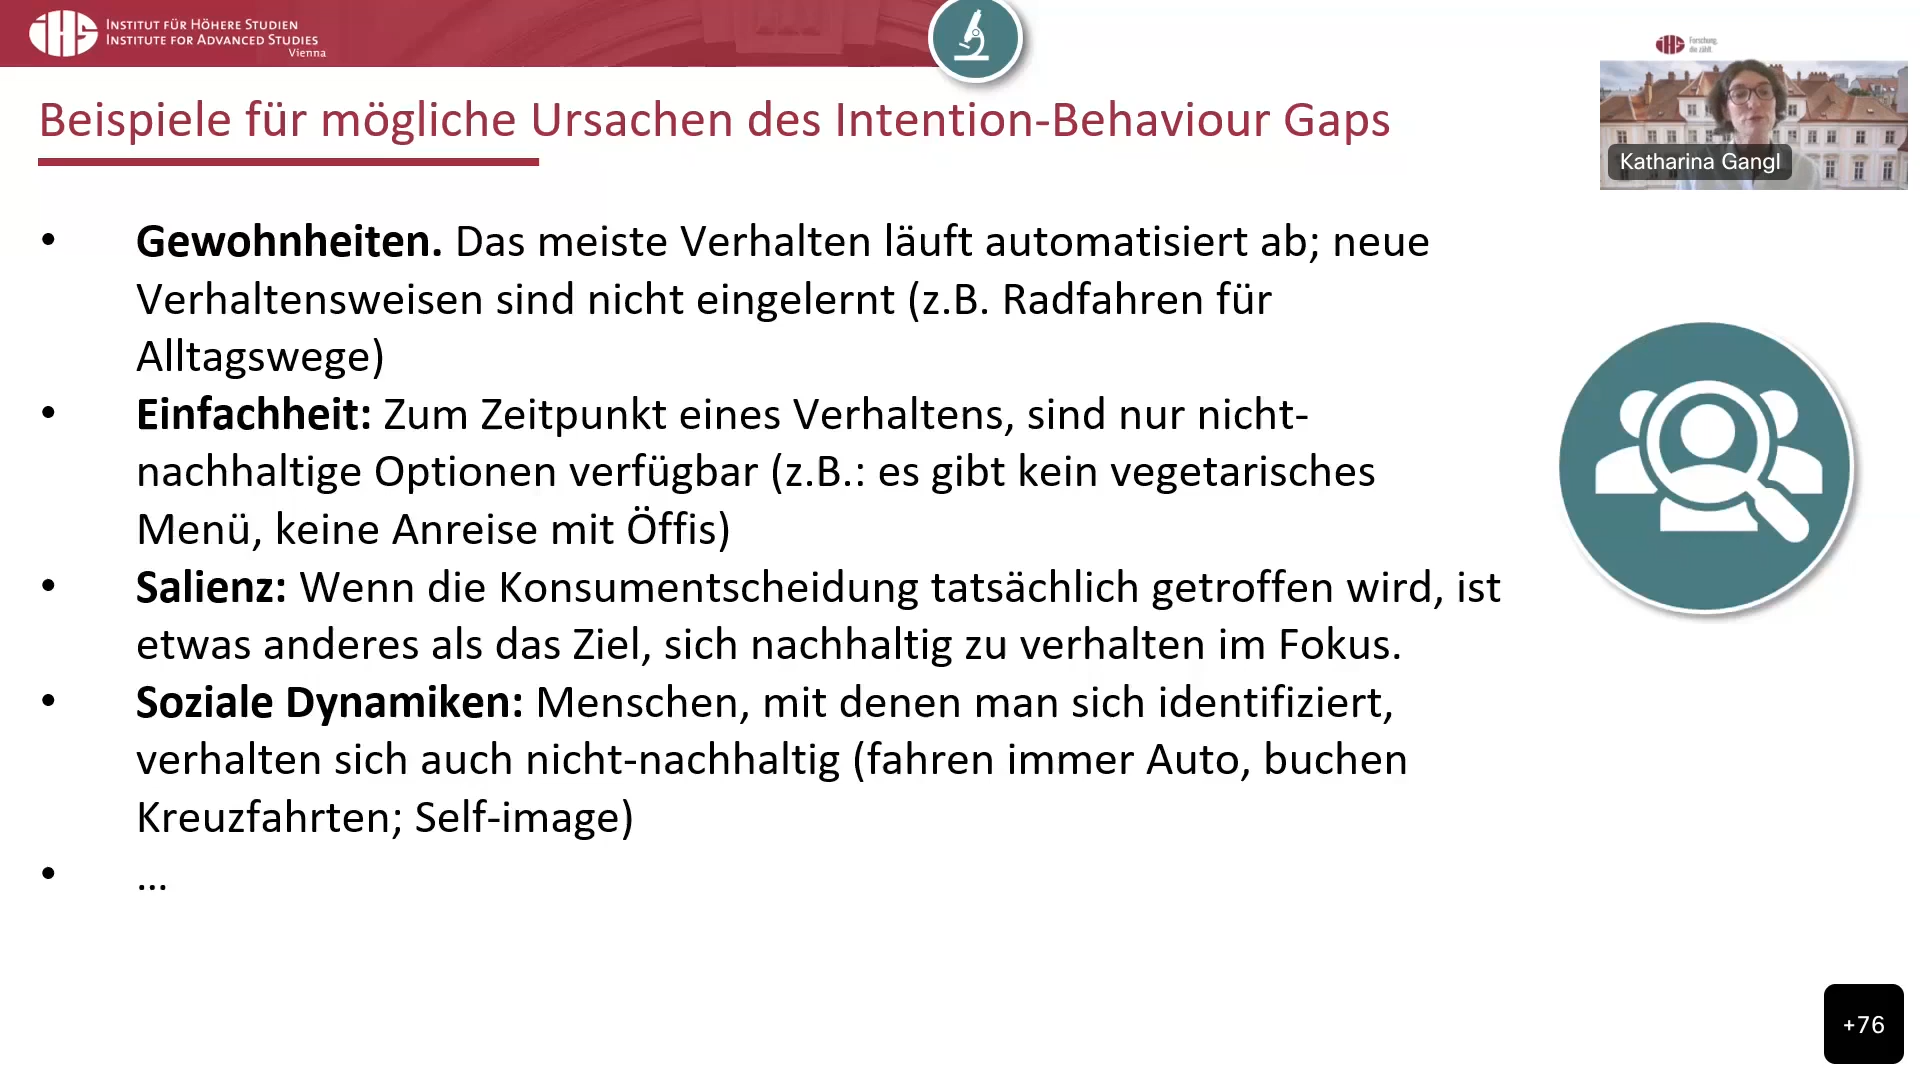 INSTITUT FÜR HÖHERE STUDIEN
INSTITUTE FOR ADVANCED STUDIES
Vienna
IHS
Forschung,
die zählt.
Beispiele für mögliche Ursachen des Intention-Behaviour Gaps
Katharina Gangl
• Gewohnheiten. Das meiste Verhalten läuft automatisiert ab; neue
Verhaltensweisen sind nicht eingelernt (z.B. Radfahren für
Alltagswege)
• Einfachheit: Zum Zeitpunkt eines Verhaltens, sind nur nicht-
nachhaltige Optionen verfügbar (z.B.: es gibt kein vegetarisches
Menü, keine Anreise mit Öffis)
• Salienz: Wenn die Konsumentscheidung tatsächlich getroffen wird, ist
etwas anderes als das Ziel, sich nachhaltig zu verhalten im Fokus.
• Soziale Dynamiken: Menschen, mit denen man sich identifiziert,
verhalten sich auch nicht-nachhaltig (fahren immer Auto, buchen
Kreuzfahrten; Self-image)
• ...
+76